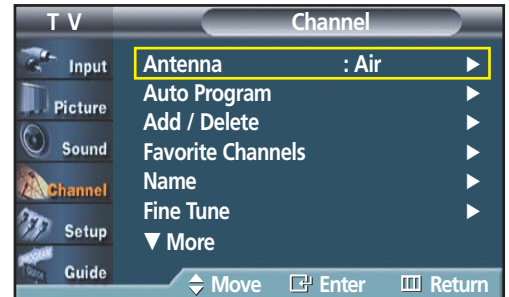 T V
Channel
Input
Picture
Sound
Channel
Setup
Guide
Antenna : Air ▶
Auto Program ▶
Add / Delete ▶
Favorite Channels ▶
Name ▶
Fine Tune ▶
▼ More
Move Enter Return